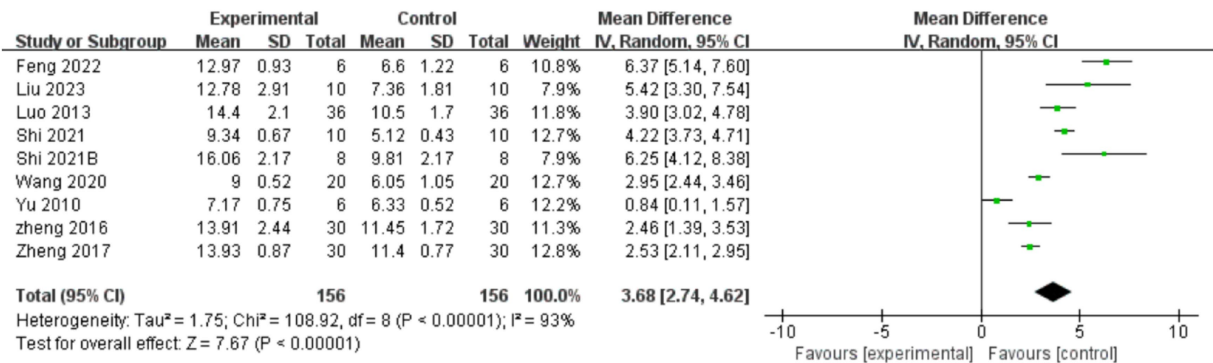 Experimental Control Mean Difference Mean Difference
Study or Subgroup Mean SD Total Mean SD Total Weight IV, Random, 95% CI IV, Random, 95% CI
Feng 2022 12.97 0.93 6 6.6 1.22 6 10.8% 6.37 [5.14, 7.60]
Liu 2023 12.78 2.91 10 7.36 1.81 10 7.9% 5.42 [3.30, 7.54]
Luo 2013 14.4 2.1 36 10.5 1.7 36 11.8% 3.90 [3.02, 4.78]
Shi 2021 9.34 0.67 10 5.12 0.43 10 12.7% 4.22 [3.73, 4.71]
Shi 2021B 16.06 2.17 8 9.81 2.17 8 7.9% 6.25 [4.12, 8.38]
Wang 2020 9 0.52 20 6.05 1.05 20 12.7% 2.95 [2.44, 3.46]
Yu 2010 7.17 0.75 6 6.33 0.52 6 12.2% 0.84 [0.11, 1.57]
zheng 2016 13.91 2.44 30 11.45 1.72 30 11.3% 2.46 [1.39, 3.53]
Zheng 2017 13.93 0.87 30 11.4 0.77 30 12.8% 2.53 [2.11, 2.95]
Total (95% CI) 156 156 100.0% 3.68 [2.74, 4.62]
Heterogeneity: Tau² = 1.75; Chi² = 108.92, df = 8 (P < 0.00001); I² = 93%
Test for overall effect: Z = 7.67 (P < 0.00001)
-10 -5 0 5 10
Favours [experimental] Favours [control]